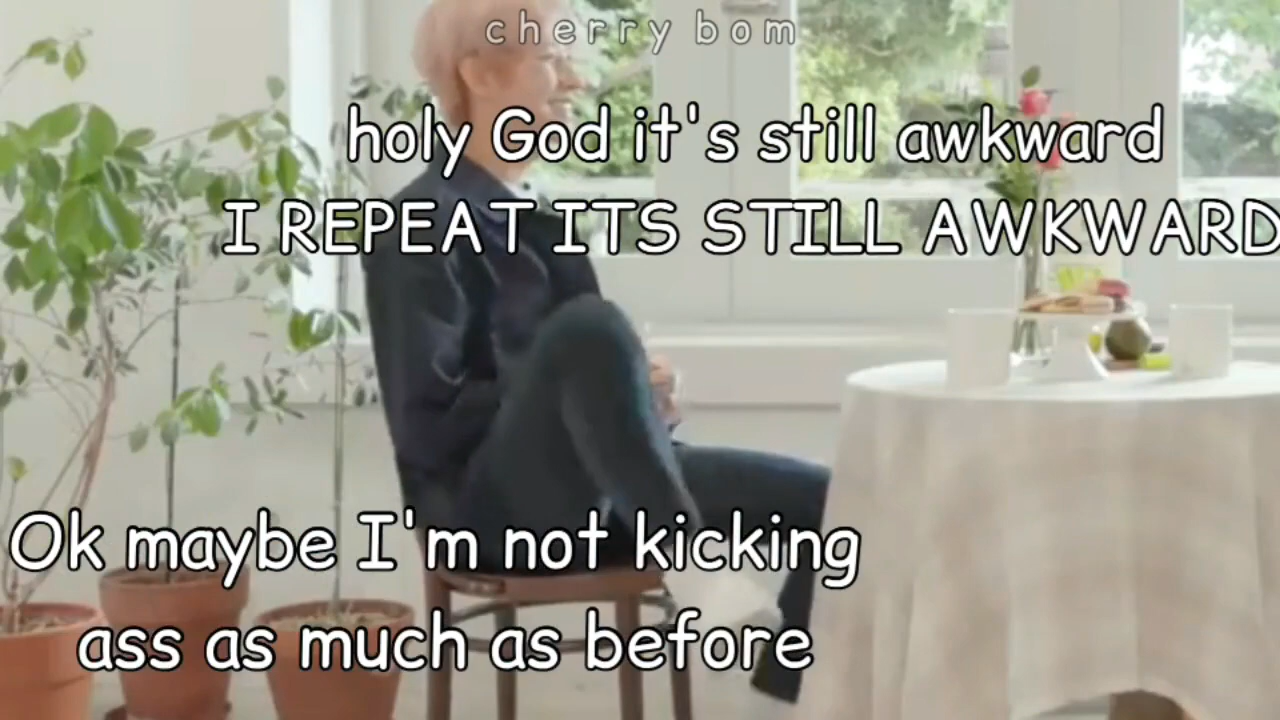 cherry bom
holy God it's still awkward
I REPEAT ITS STILL AWKWARD
Ok maybe I'm not kicking
ass as much as before